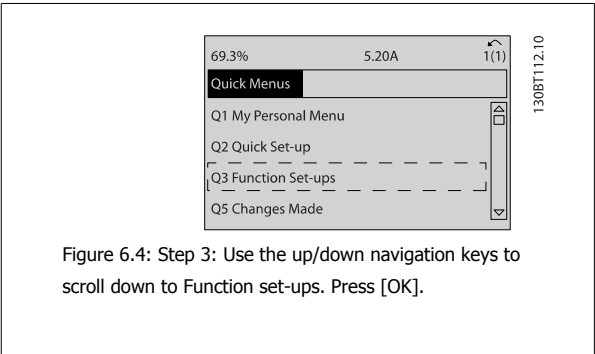 69.3% 5.20A 1(1)
Quick Menus
Q1 My Personal Menu
Q2 Quick Set-up
Q3 Function Set-ups
Q5 Changes Made
130BT112.10
Figure 6.4: Step 3: Use the up/down navigation keys to
scroll down to Function set-ups. Press [OK].